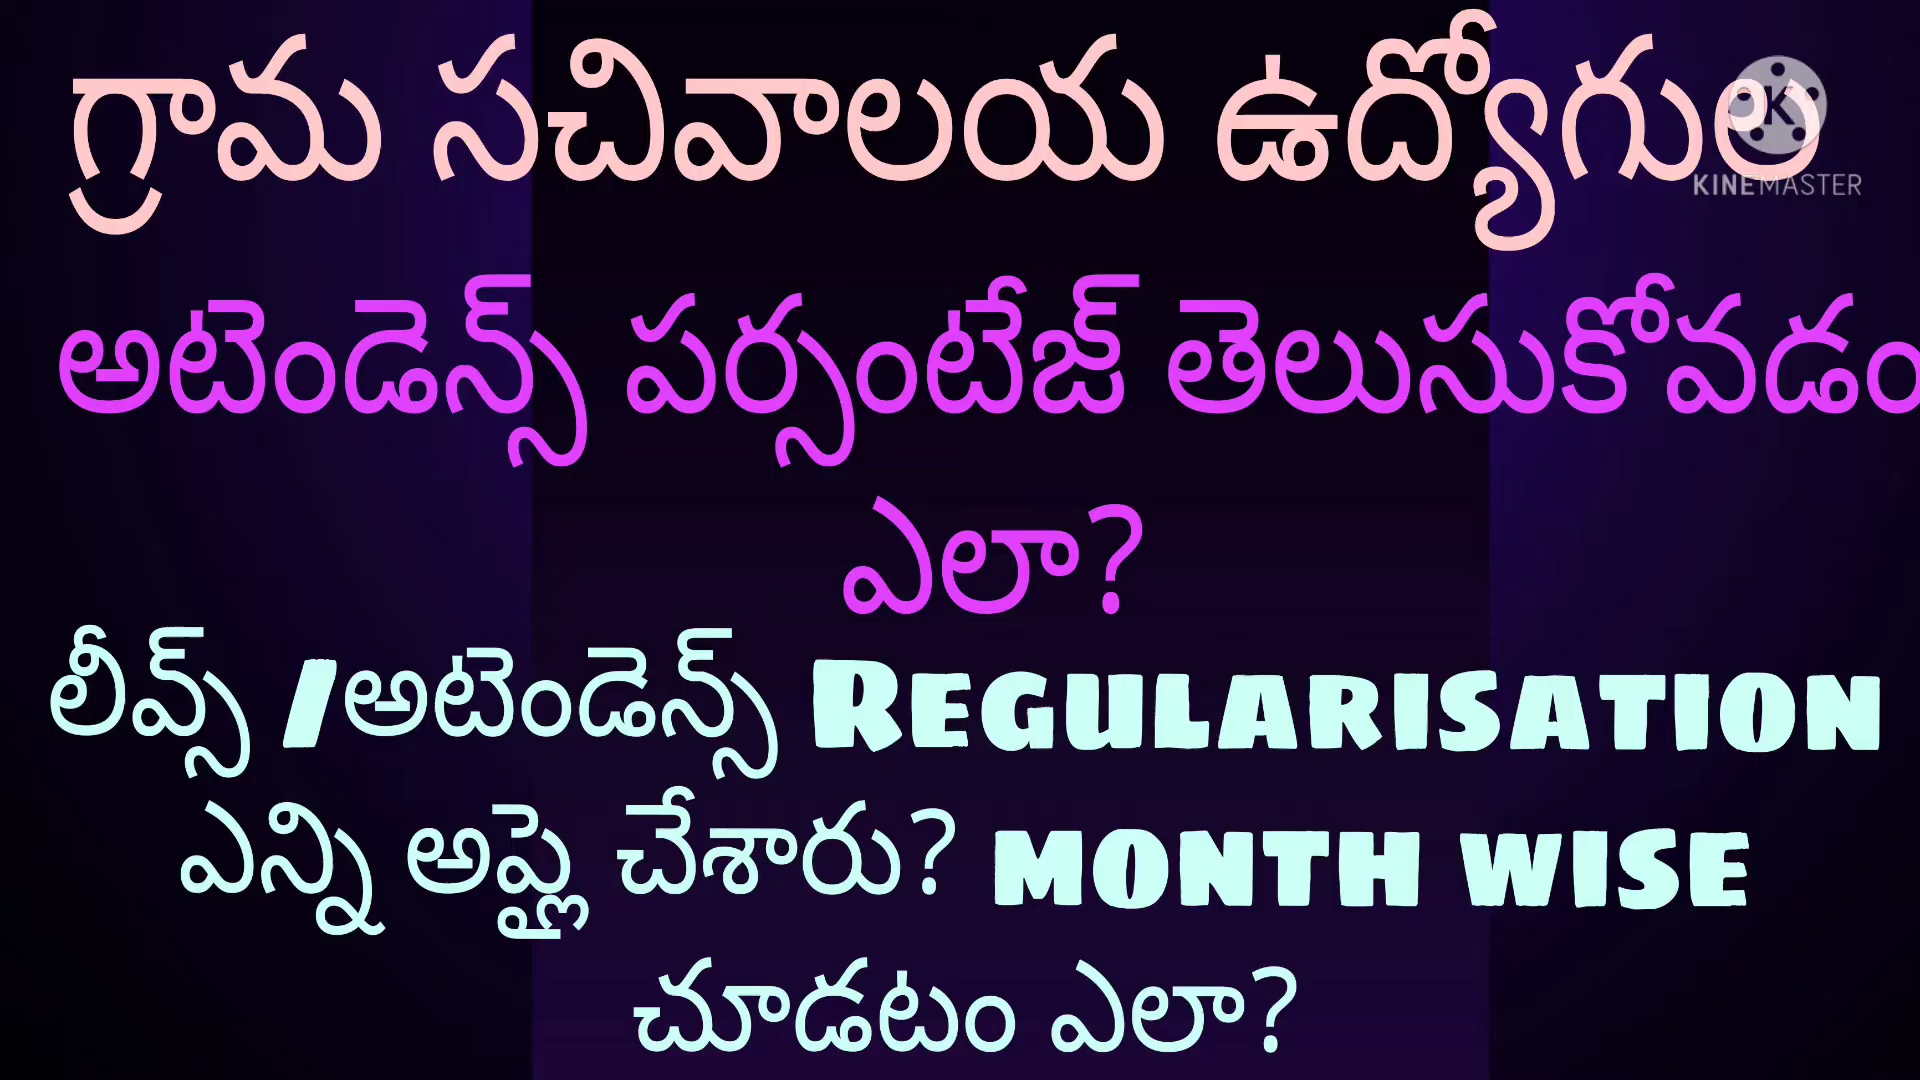 గ్రామ సచివాలయ ఉద్యోగుల
KINEMASTER
అటెండెన్స్ పర్సంటేజ్ తెలుసుకోవడం
ఎలా?
లీవ్స్ /అటెండెన్స్ REGULARISATION
ఎన్ని అప్లై చేశారు? MONTH WISE
చూడటం ఎలా?